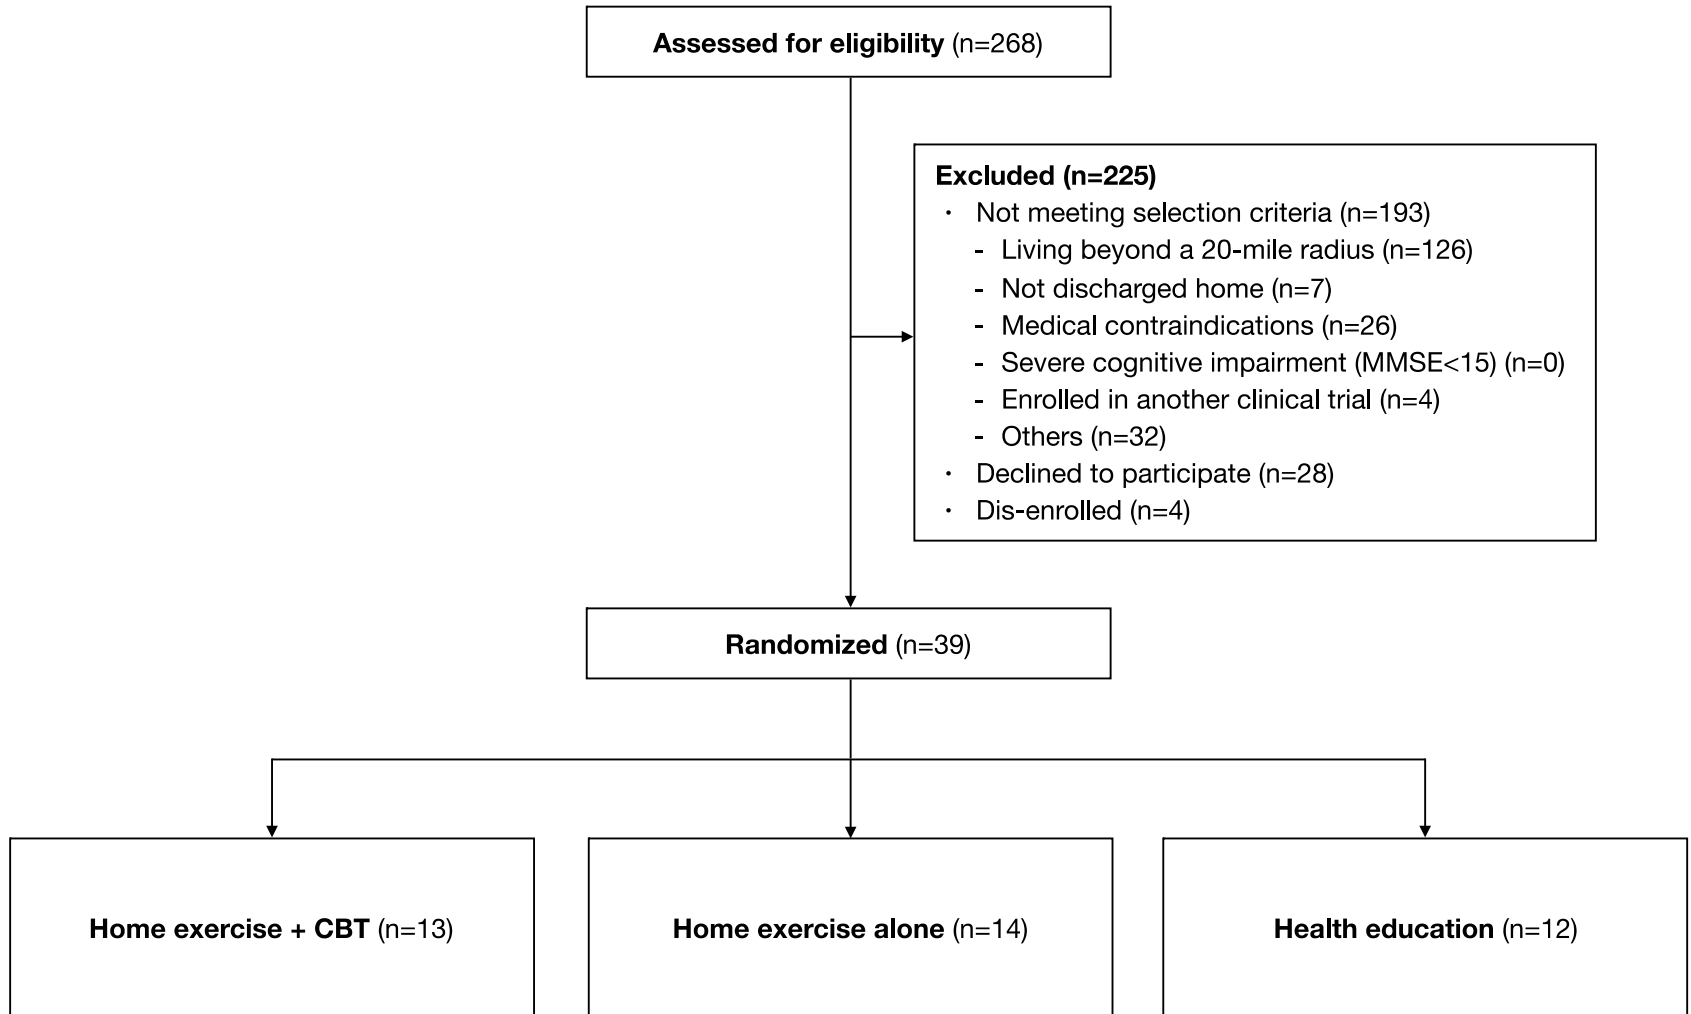 Assessed for eligibility (n=268)
Excluded (n=225)
· Not meeting selection criteria (n=193)
- Living beyond a 20-mile radius (n=126)
- Not discharged home (n=7)
- Medical contraindications (n=26)
- Severe cognitive impairment (MMSE<15) (n=0)
- Enrolled in another clinical trial (n=4)
- Others (n=32)
· Declined to participate (n=28)
· Dis-enrolled (n=4)
Randomized (n=39)
Home exercise + CBT (n=13)
Home exercise alone (n=14)
Health education (n=12)